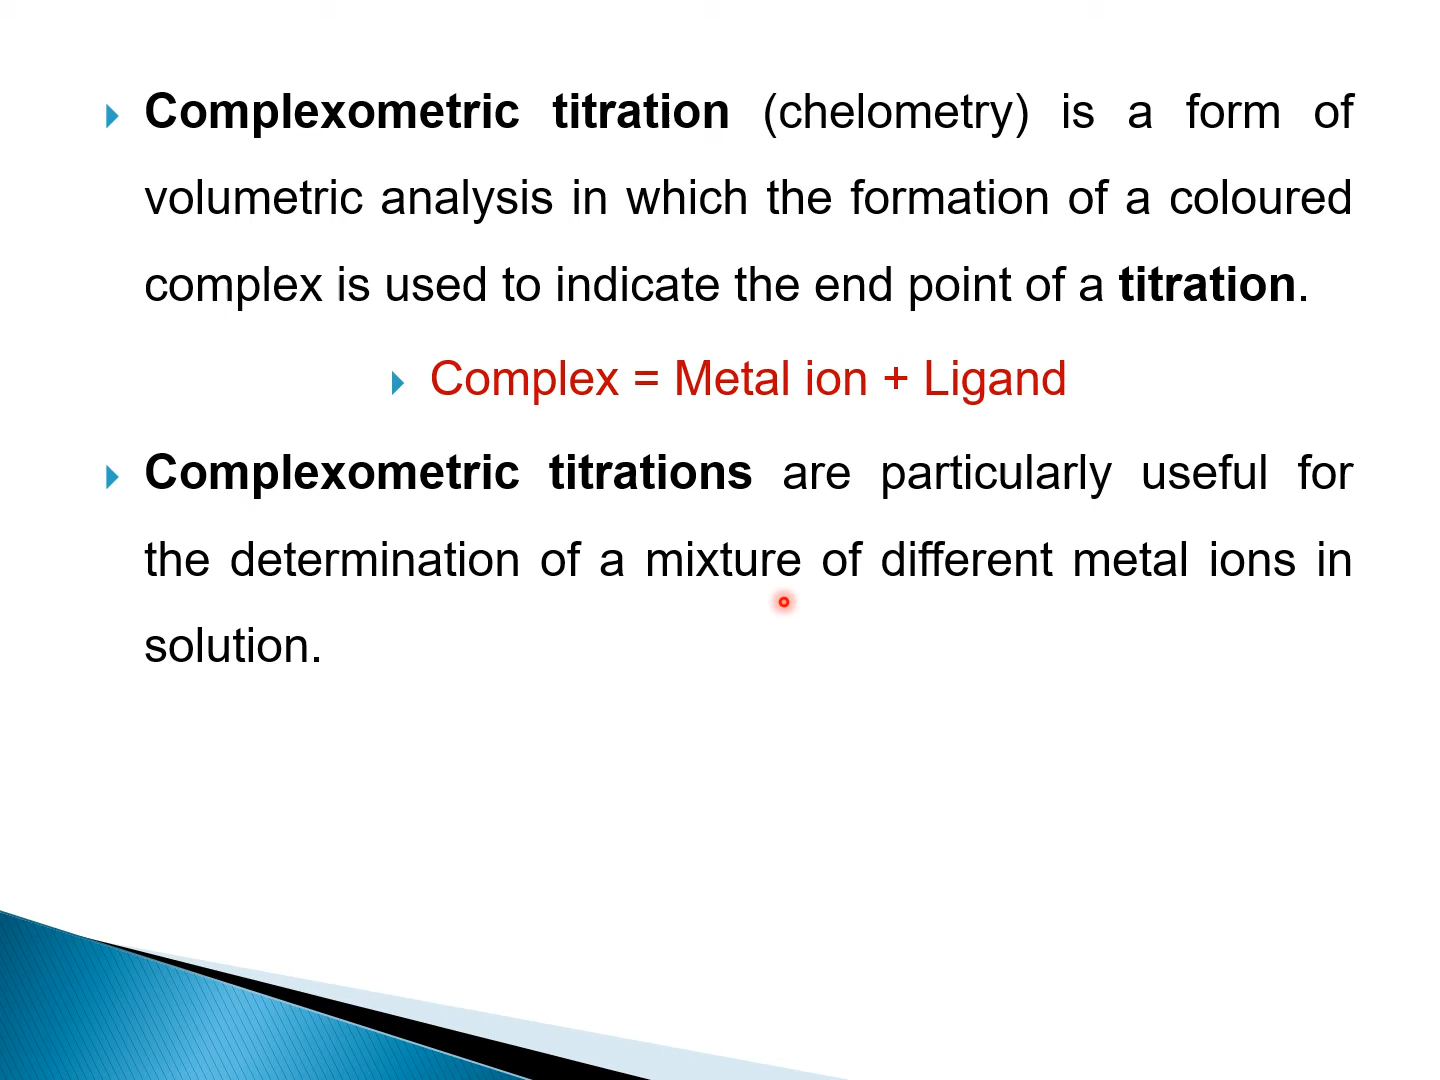 Complexometric titration (chelometry) is a form of
volumetric analysis in which the formation of a coloured
complex is used to indicate the end point of a titration.
Complex = Metal ion + Ligand
Complexometric titrations are particularly useful for
the determination of a mixture of different metal ions in
solution.